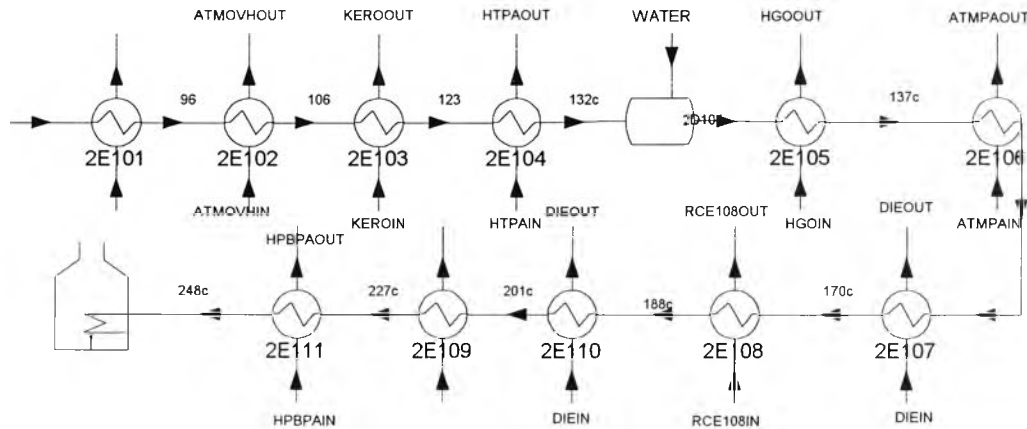 ATMOVHOUT KEROOUT HTPAOUT WATER HGOOUT ATMPAOUT
96 106 123 132c 137c
2E101 2E102 2E103 2E104 2E105 2E106
ATMOVHIN KEROIN HTPAIN HGOIN ATMPAIN
HPBPAOUT DIEOUT RCE108OUT DIEOUT
248c 227c 201c 188c 170c
2E111 2E109 2E110 2E108 2E107
HPBPAIN DIEIN RCE108IN DIEIN